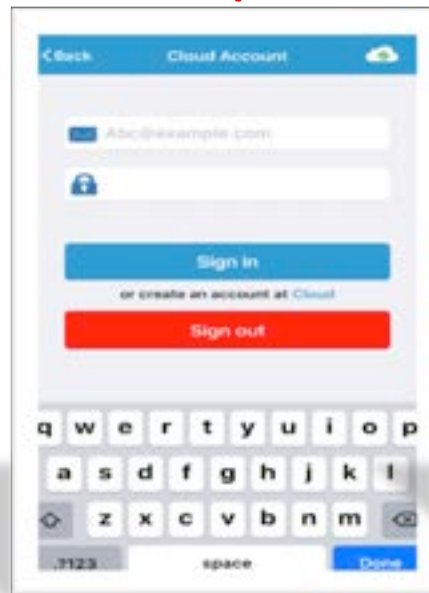 <Back Cloud Account
Abc@example.com
Sign in
or create an account at Cloud
Sign out
q w e r t y u i o p
a s d f g h j k l
z x c v b n m
.?123 space Done